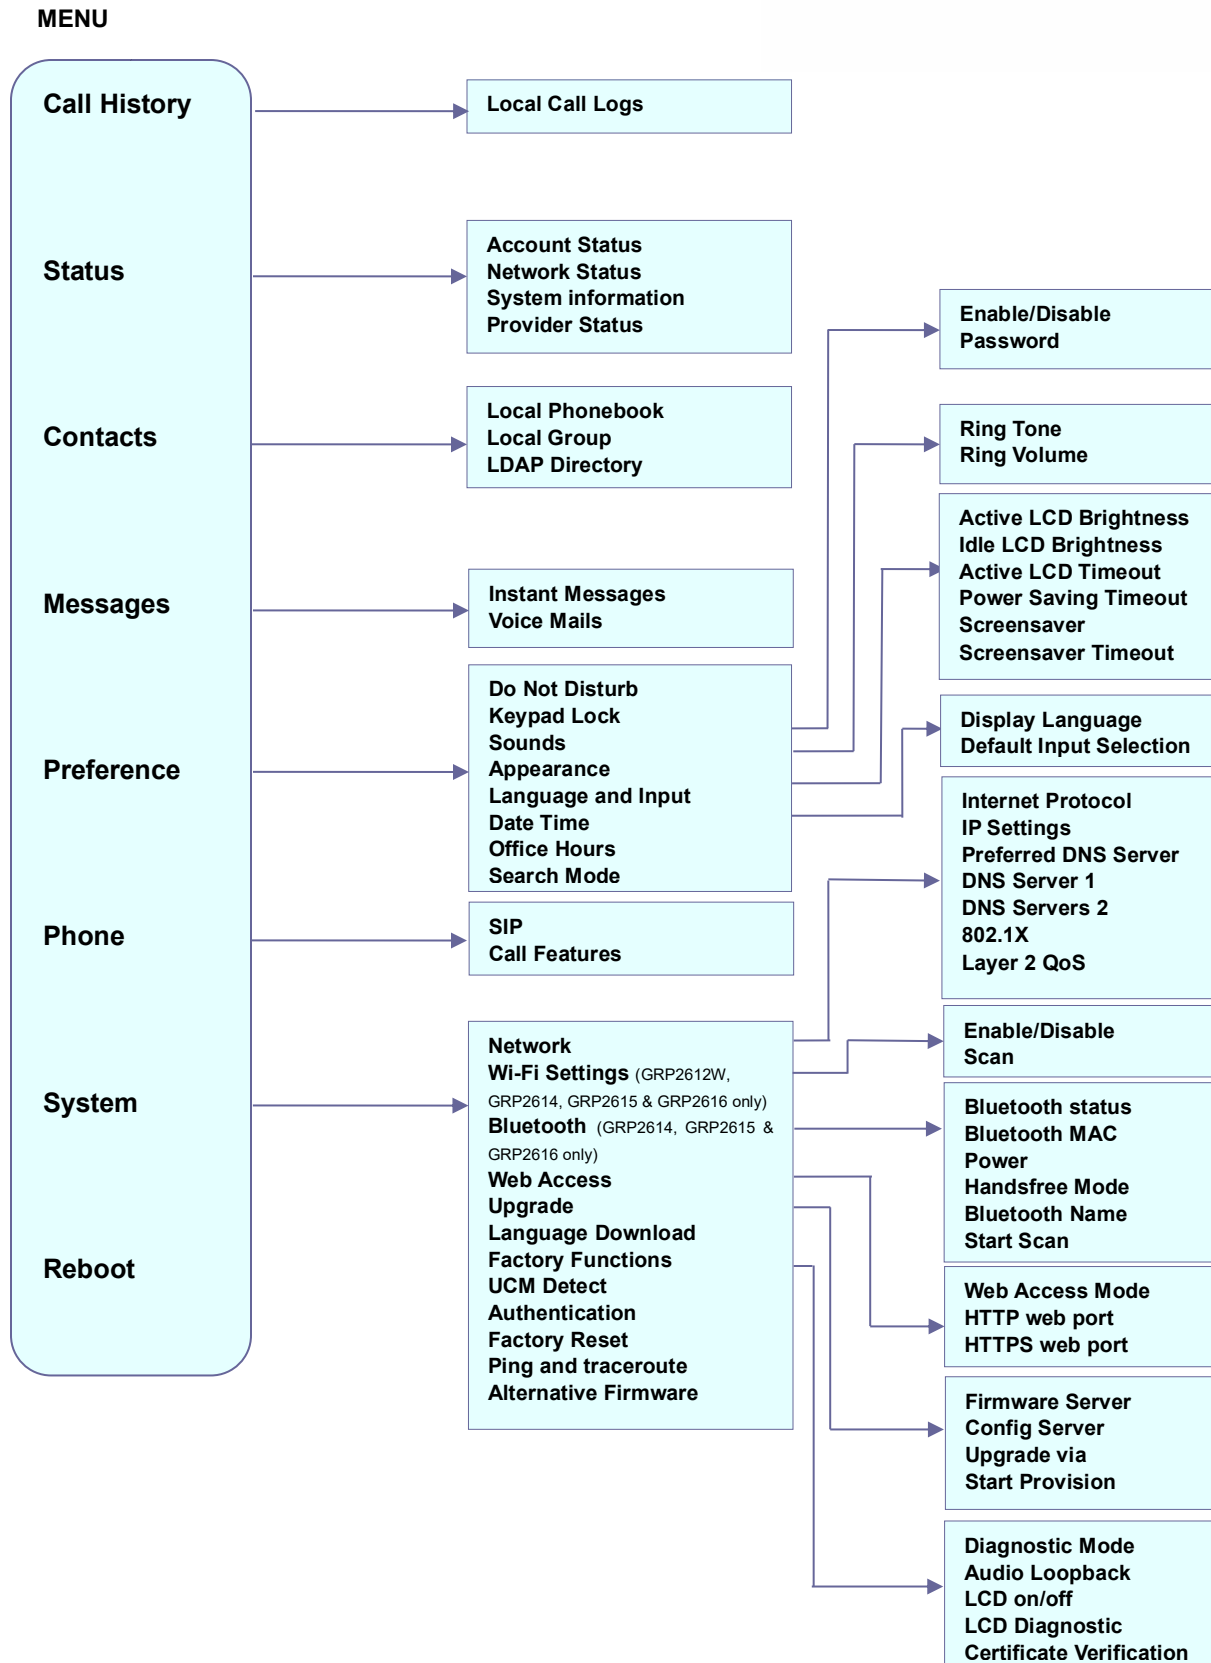 MENU
Call History
Status
Contacts
Messages
Preference
Phone
System
Reboot
Local Call Logs
Account Status
Network Status
System information
Provider Status
Local Phonebook
Local Group
LDAP Directory
Instant Messages
Voice Mails
Do Not Disturb
Keypad Lock
Sounds
Appearance
Language and Input
Date Time
Office Hours
Search Mode
SIP
Call Features
Network
Wi-Fi Settings (GRP2612W,
GRP2614, GRP2615 & GRP2616 only)
Bluetooth (GRP2614, GRP2615 &
GRP2616 only)
Web Access
Upgrade
Language Download
Factory Functions
UCM Detect
Authentication
Factory Reset
Ping and traceroute
Alternative Firmware
Enable/Disable
Password
Ring Tone
Ring Volume
Active LCD Brightness
Idle LCD Brightness
Active LCD Timeout
Power Saving Timeout
Screensaver
Screensaver Timeout
Display Language
Default Input Selection
Internet Protocol
IP Settings
Preferred DNS Server
DNS Server 1
DNS Servers 2
802.1X
Layer 2 QoS
Enable/Disable
Scan
Bluetooth status
Bluetooth MAC
Power
Handsfree Mode
Bluetooth Name
Start Scan
Web Access Mode
HTTP web port
HTTPS web port
Firmware Server
Config Server
Upgrade via
Start Provision
Diagnostic Mode
Audio Loopback
LCD on/off
LCD Diagnostic
Certificate Verification